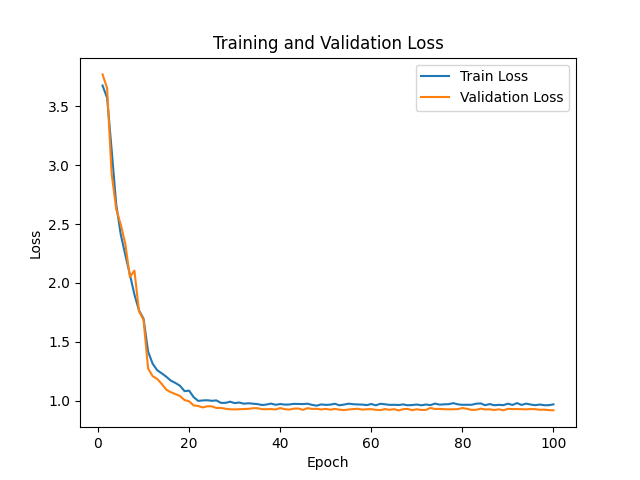 Training and Validation Loss
Train Loss
Validation Loss
3.5
3.0
2.5
2.0
1.5
1.0
Loss
0 20 40 60 80 100
Epoch